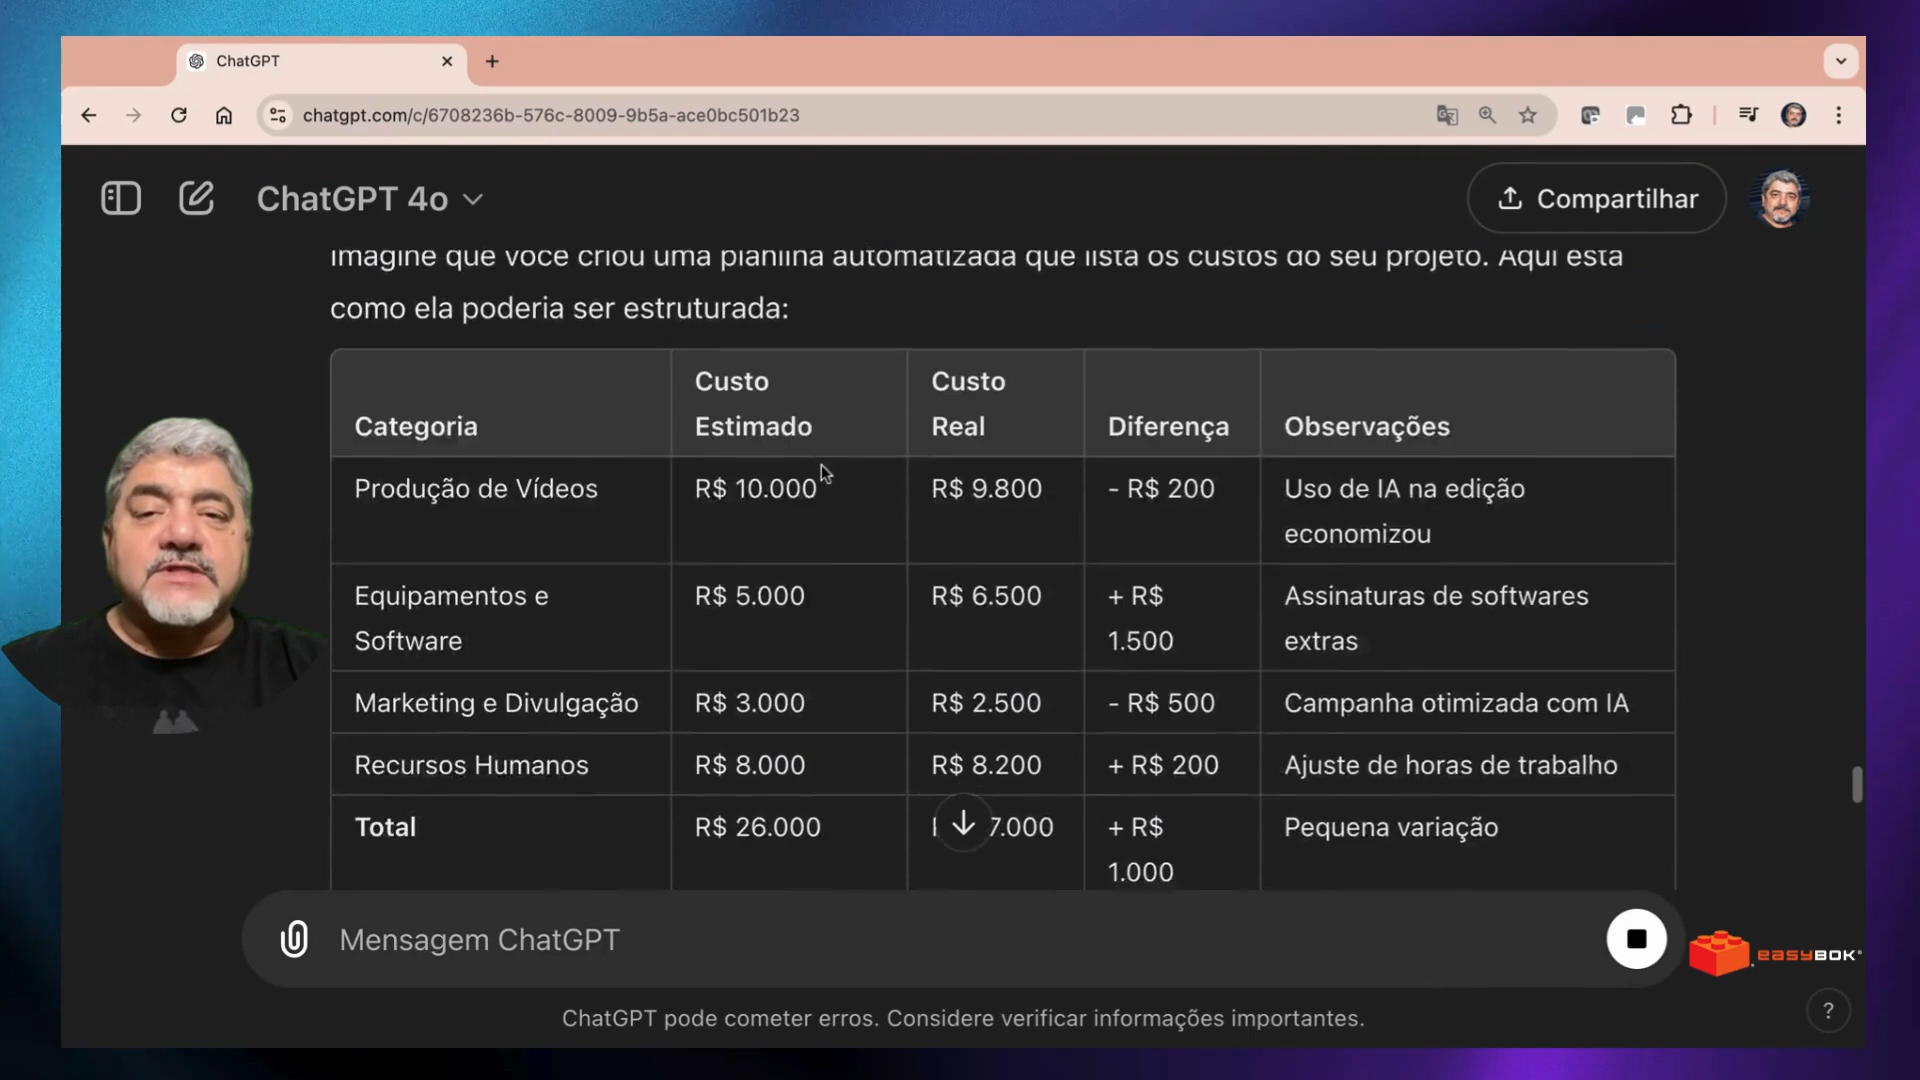 ChatGPT
chatgpt.com/c/6708236b-576c-8009-9b5a-ace0bc501b23
ChatGPT 4o
Compartilhar
Imagine que você criou uma planilha automatizada que lista os custos do seu projeto. Aqui está
como ela poderia ser estruturada:
Categoria
Custo
Estimado
Custo
Real
Diferença
Observações
Produção de Vídeos
R$ 10.000
R$ 9.800
- R$ 200
Uso de IA na edição
economizou
Equipamentos e
Software
R$ 5.000
R$ 6.500
+ R$
1.500
Assinaturas de softwares
extras
Marketing e Divulgação
R$ 3.000
R$ 2.500
- R$ 500
Campanha otimizada com IA
Recursos Humanos
R$ 8.000
R$ 8.200
+ R$ 200
Ajuste de horas de trabalho
Total
R$ 26.000
7.000
+ R$
1.000
Pequena variação
Mensagem ChatGPT
easyBOK
ChatGPT pode cometer erros. Considere verificar informações importantes.
?